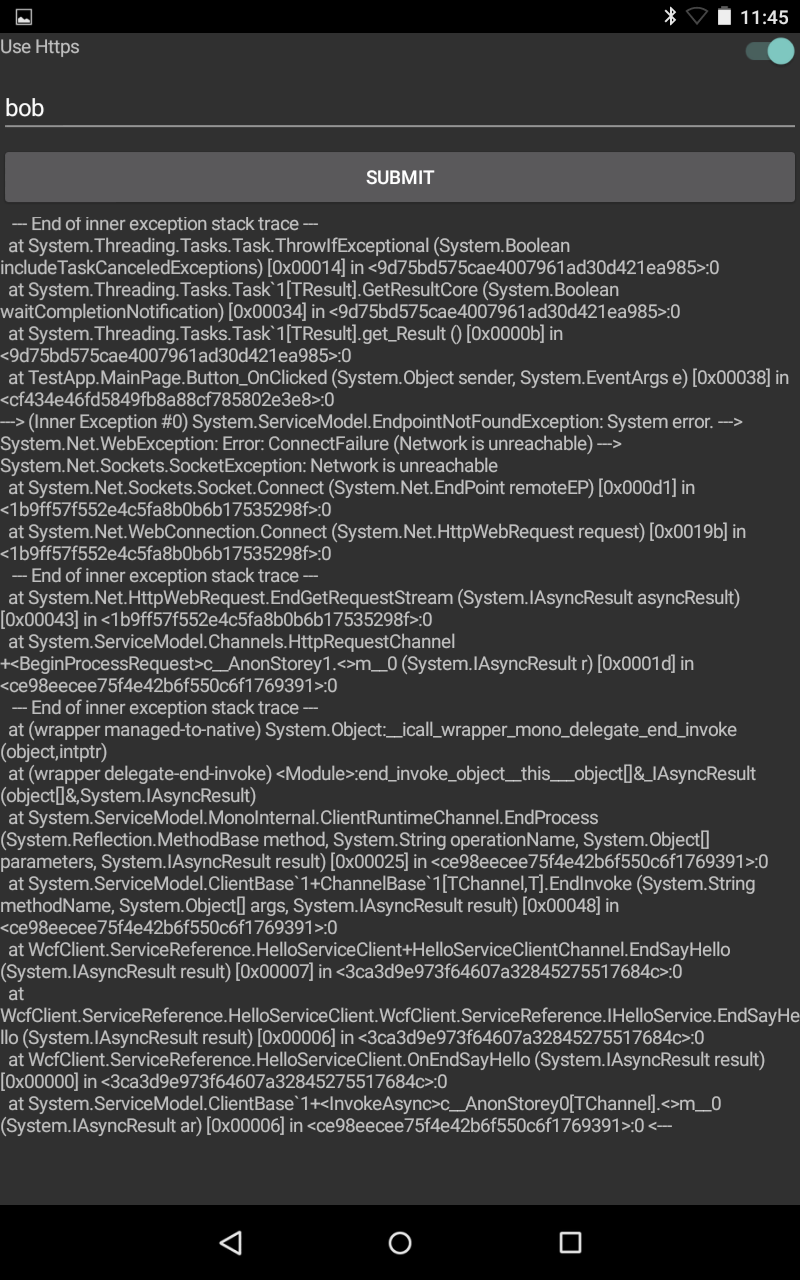 11:45
Use Https
bob
SUBMIT
--- End of inner exception stack trace ---
at System.Threading.Tasks.Task.ThrowIfExceptional (System.Boolean
includeTaskCanceledExceptions) [0x00014] in <9d75bd575cae4007961ad30d421ea985>:0
at System.Threading.Tasks.Task`1[TResult].GetResultCore (System.Boolean
waitCompletionNotification) [0x00034] in <9d75bd575cae4007961ad30d421ea985>:0
at System.Threading.Tasks.Task`1[TResult].get_Result () [0x0000b] in
<9d75bd575cae4007961ad30d421ea985>:0
at TestApp.MainPage.Button_OnClicked (System.Object sender, System.EventArgs e) [0x00038] in
<cf434e46fd5849fb8a88cf785802e3e8>:0
---> (Inner Exception #0) System.ServiceModel.EndpointNotFoundException: System error. --->
System.Net.WebException: Error: ConnectFailure (Network is unreachable) --->
System.Net.Sockets.SocketException: Network is unreachable
at System.Net.Sockets.Socket.Connect (System.Net.EndPoint remoteEP) [0x000d1] in
<1b9ff57f552e4c5fa8b0b6b17535298f>:0
at System.Net.WebConnection.Connect (System.Net.HttpWebRequest request) [0x0019b] in
<1b9ff57f552e4c5fa8b0b6b17535298f>:0
--- End of inner exception stack trace ---
at System.Net.HttpWebRequest.EndGetRequestStream (System.IAsyncResult asyncResult)
[0x00043] in <1b9ff57f552e4c5fa8b0b6b17535298f>:0
at System.ServiceModel.Channels.HttpRequestChannel
+<BeginProcessRequest>c__AnonStorey1.<>m__0 (System.IAsyncResult r) [0x0001d] in
<ce98eecee75f4e42b6f550c6f1769391>:0
--- End of inner exception stack trace ---
at (wrapper managed-to-native) System.Object:__icall_wrapper_mono_delegate_end_invoke
(object,intptr)
at (wrapper delegate-end-invoke) <Module>:end_invoke_object__this___object[]&_IAsyncResult
(object[]&,System.IAsyncResult)
at System.ServiceModel.MonoInternal.ClientRuntimeChannel.EndProcess
(System.Reflection.MethodBase method, System.String operationName, System.Object[]
parameters, System.IAsyncResult result) [0x00025] in <ce98eecee75f4e42b6f550c6f1769391>:0
at System.ServiceModel.ClientBase`1+ChannelBase`1[TChannel,T].EndInvoke (System.String
methodName, System.Object[] args, System.IAsyncResult result) [0x00048] in
<ce98eecee75f4e42b6f550c6f1769391>:0
at WcfClient.ServiceReference.HelloServiceClient+HelloServiceClientChannel.EndSayHello
(System.IAsyncResult result) [0x00007] in <3ca3d9e973f64607a32845275517684c>:0
at
WcfClient.ServiceReference.HelloServiceClient.WcfClient.ServiceReference.IHelloService.EndSayHe
llo (System.IAsyncResult result) [0x00006] in <3ca3d9e973f64607a32845275517684c>:0
at WcfClient.ServiceReference.HelloServiceClient.OnEndSayHello (System.IAsyncResult result)
[0x00000] in <3ca3d9e973f64607a32845275517684c>:0
at System.ServiceModel.ClientBase`1+<InvokeAsync>c__AnonStorey0[TChannel].<>m__0
(System.IAsyncResult ar) [0x00006] in <ce98eecee75f4e42b6f550c6f1769391>:0 <---